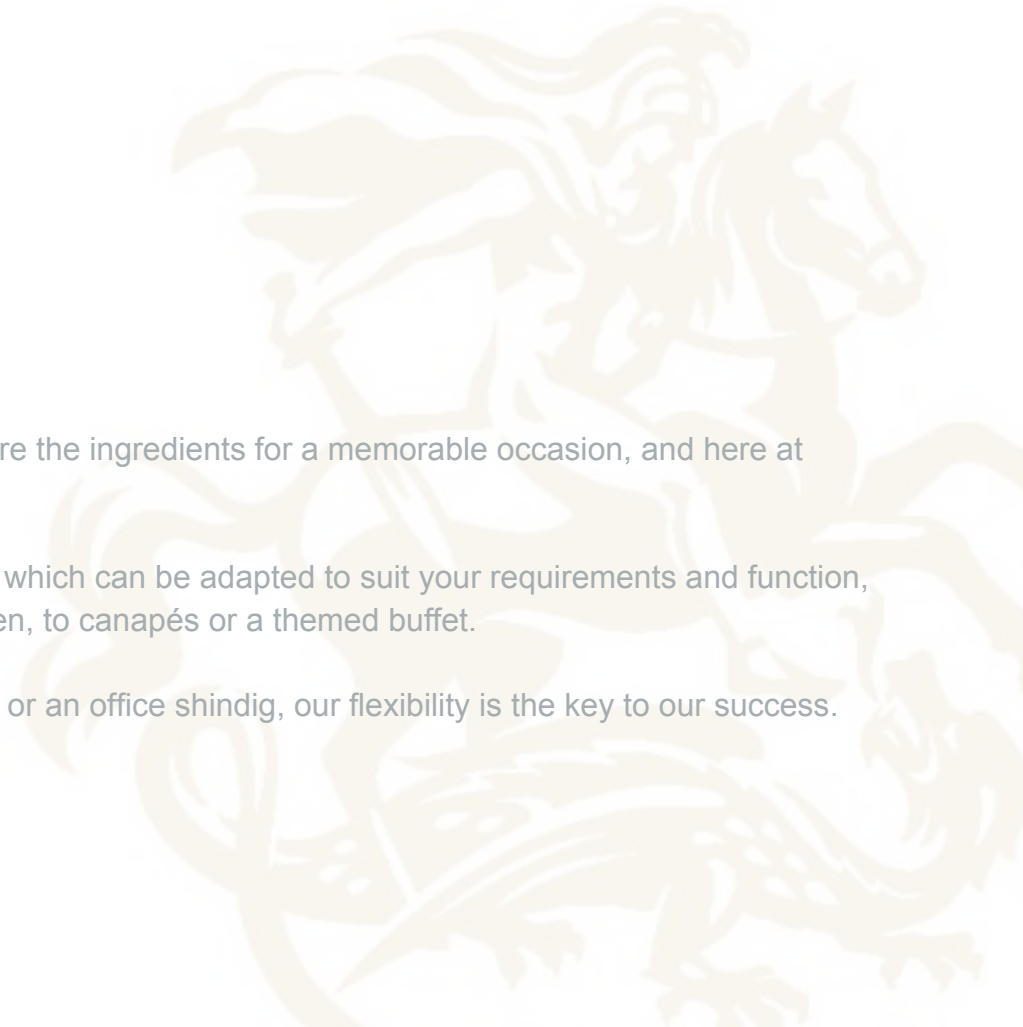 re the ingredients for a memorable occasion, and here at
which can be adapted to suit your requirements and function,
en, to canapés or a themed buffet.
or an office shindig, our flexibility is the key to our success.